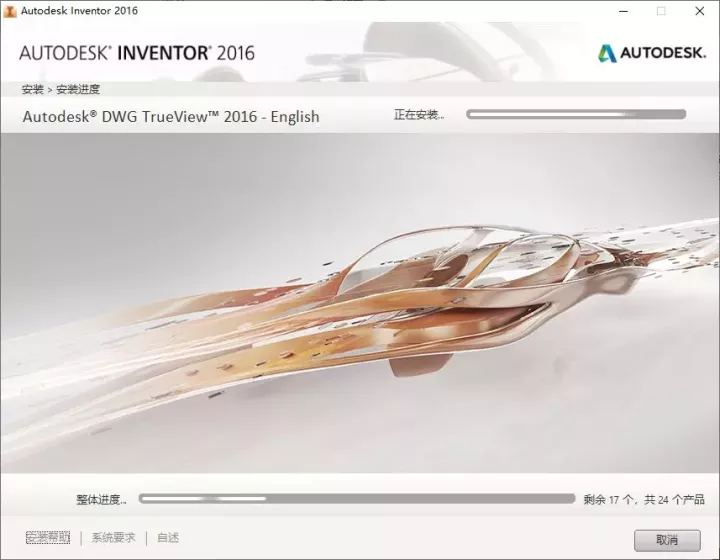 Autodesk Inventor 2016
AUTODESK® INVENTOR® 2016
AUTODESK.
安装 > 安装进度
Autodesk® DWG TrueView™ 2016 - English
正在安装...
整体进度...
剩余 17 个，共 24 个产品
安装帮助 | 系统要求 | 自述
取消